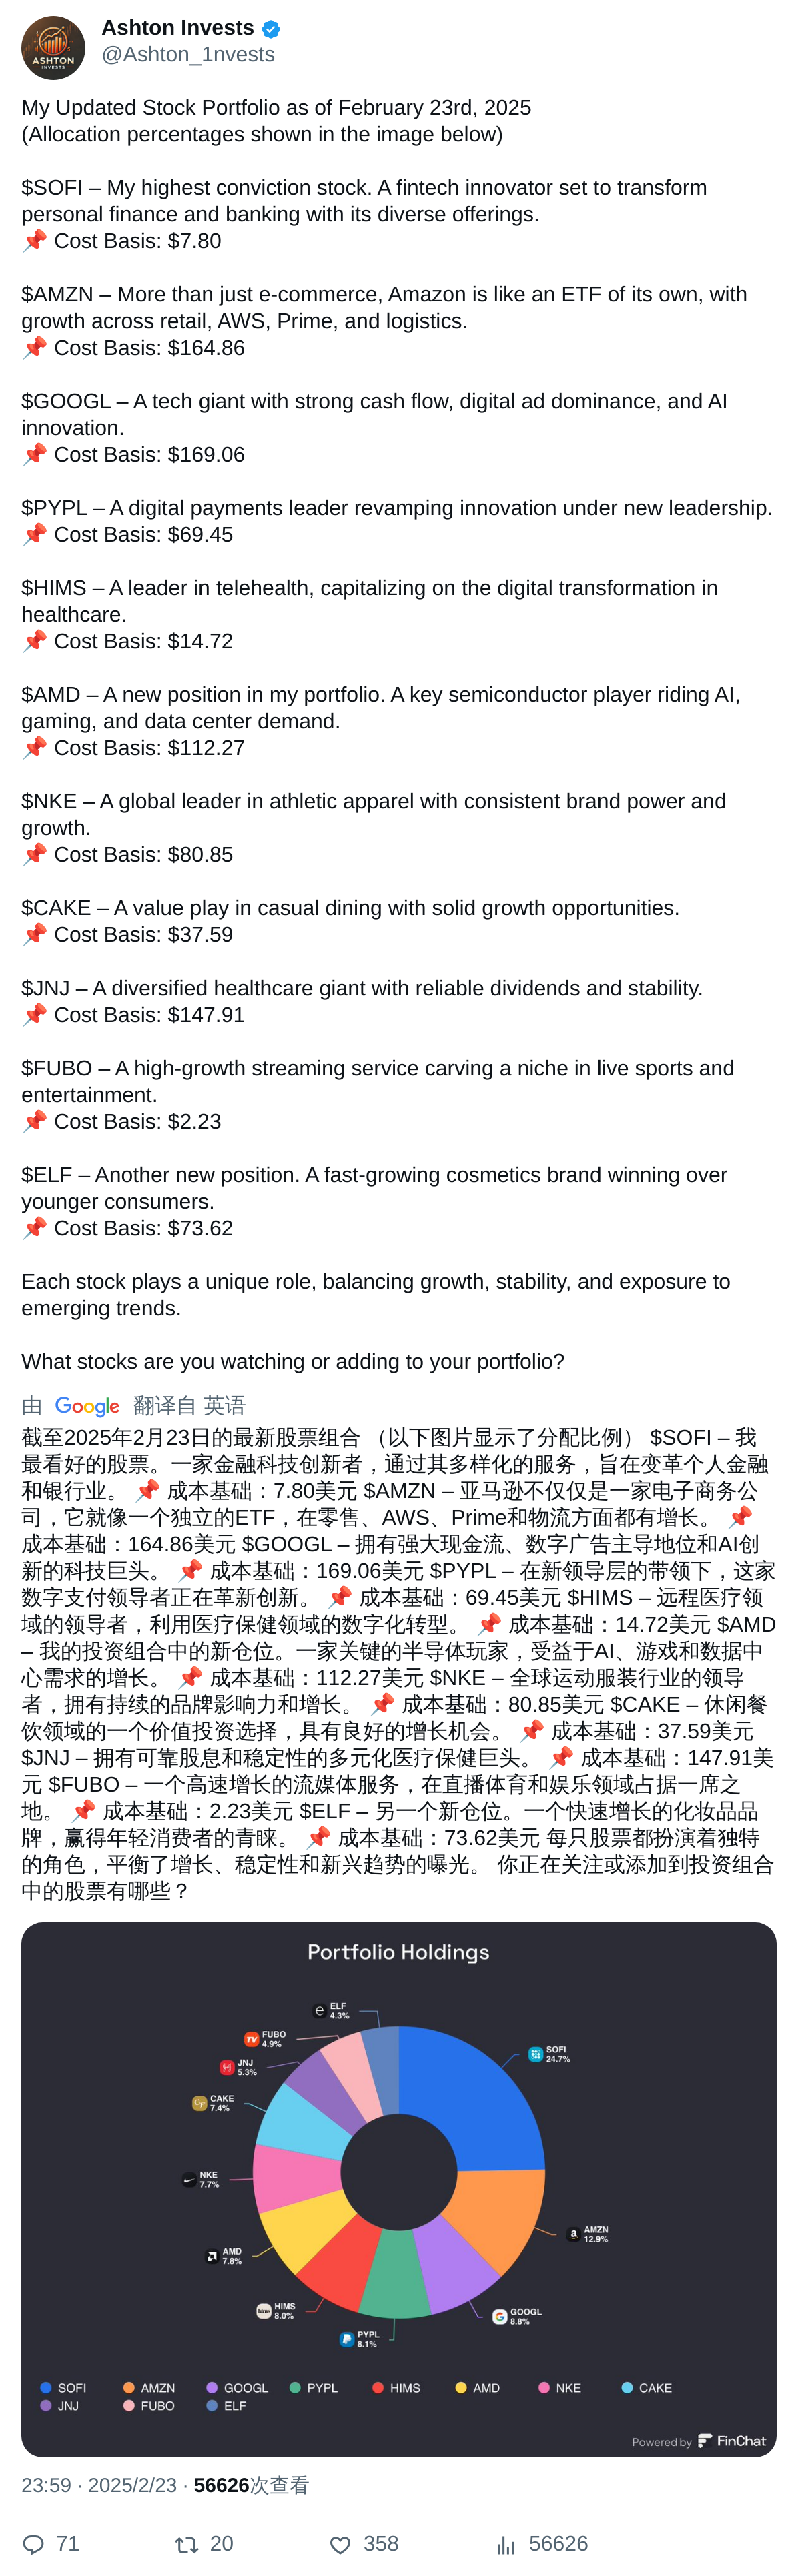 Ashton Invests
@Ashton_1nvests
ASHTON
INVESTS
My Updated Stock Portfolio as of February 23rd, 2025
(Allocation percentages shown in the image below)
$SOFI – My highest conviction stock. A fintech innovator set to transform
personal finance and banking with its diverse offerings.
📌 Cost Basis: $7.80
$AMZN – More than just e-commerce, Amazon is like an ETF of its own, with
growth across retail, AWS, Prime, and logistics.
📌 Cost Basis: $164.86
$GOOGL – A tech giant with strong cash flow, digital ad dominance, and AI
innovation.
📌 Cost Basis: $169.06
$PYPL – A digital payments leader revamping innovation under new leadership.
📌 Cost Basis: $69.45
$HIMS – A leader in telehealth, capitalizing on the digital transformation in
healthcare.
📌 Cost Basis: $14.72
$AMD – A new position in my portfolio. A key semiconductor player riding AI,
gaming, and data center demand.
📌 Cost Basis: $112.27
$NKE – A global leader in athletic apparel with consistent brand power and
growth.
📌 Cost Basis: $80.85
$CAKE – A value play in casual dining with solid growth opportunities.
📌 Cost Basis: $37.59
$JNJ – A diversified healthcare giant with reliable dividends and stability.
📌 Cost Basis: $147.91
$FUBO – A high-growth streaming service carving a niche in live sports and
entertainment.
📌 Cost Basis: $2.23
$ELF – Another new position. A fast-growing cosmetics brand winning over
younger consumers.
📌 Cost Basis: $73.62
Each stock plays a unique role, balancing growth, stability, and exposure to
emerging trends.
What stocks are you watching or adding to your portfolio?
由 Google 翻译自 英语
截至2025年2月23日的最新股票组合 （以下图片显示了分配比例） $SOFI – 我
最看好的股票。一家金融科技创新者，通过其多样化的服务，旨在变革个人金融
和银行业。 📌 成本基础：7.80美元 $AMZN – 亚马逊不仅仅是一家电子商务公
司，它就像一个独立的ETF，在零售、AWS、Prime和物流方面都有增长。 📌
成本基础：164.86美元 $GOOGL – 拥有强大现金流、数字广告主导地位和AI创
新的科技巨头。 📌 成本基础：169.06美元 $PYPL – 在新领导层的带领下，这家
数字支付领导者正在革新创新。 📌 成本基础：69.45美元 $HIMS – 远程医疗领
域的领导者，利用医疗保健领域的数字化转型。 📌 成本基础：14.72美元 $AMD
– 我的投资组合中的新仓位。一家关键的半导体玩家，受益于AI、游戏和数据中
心需求的增长。 📌 成本基础：112.27美元 $NKE – 全球运动服装行业的领导
者，拥有持续的品牌影响力和增长。 📌 成本基础：80.85美元 $CAKE – 休闲餐
饮领域的一个价值投资选择，具有良好的增长机会。 📌 成本基础：37.59美元
$JNJ – 拥有可靠股息和稳定性的多元化医疗保健巨头。 📌 成本基础：147.91美
元 $FUBO – 一个高速增长的流媒体服务，在直播体育和娱乐领域占据一席之
地。 📌 成本基础：2.23美元 $ELF – 另一个新仓位。一个快速增长的化妆品品
牌，赢得年轻消费者的青睐。 📌 成本基础：73.62美元 每只股票都扮演着独特
的角色，平衡了增长、稳定性和新兴趋势的曝光。 你正在关注或添加到投资组合
中的股票有哪些？
Portfolio Holdings
ELF
4.3%
FUBO
4.9%
JNJ
5.3%
CAKE
7.4%
NKE
7.7%
AMD
7.8%
HIMS
8.0%
PYPL
8.1%
GOOGL
8.8%
AMZN
12.9%
SOFI
24.7%
SOFI AMZN GOOGL PYPL HIMS AMD NKE CAKE
JNJ FUBO ELF
Powered by FinChat
23:59 · 2025/2/23 · 56626次查看
71 20 358 56626